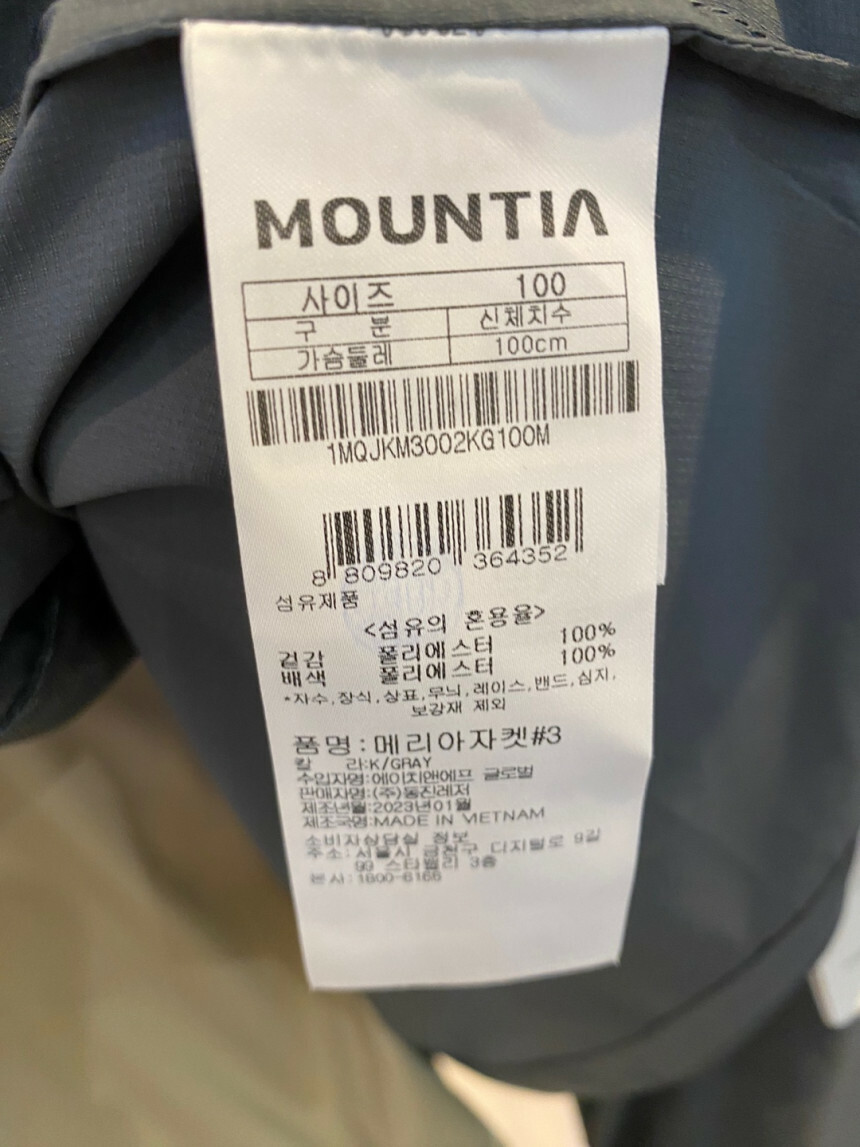 MOUNTIA
사이즈 100
구 분 신체치수
가슴둘레 100cm
1MQJKM3002KG100M
8 809820 364352
섬유제품
<섬유의 혼용율>
겉감 폴리에스터 100%
배색 폴리에스터 100%
*자수,장식,상표,무늬,레이스,밴드,심지,
보강재 제외
품명:메리아자켓#3
칼 라:K/GRAY
수입자명:에이치앤에프 글로벌
판매자명:(주)동진레저
제조년월:2023년01월
제조국명:MADE IN VIETNAM
소비자상담실 정보
주소:서울시 금천구 디지털로 9길
99 스타밸리 3층
본사:1800-6166